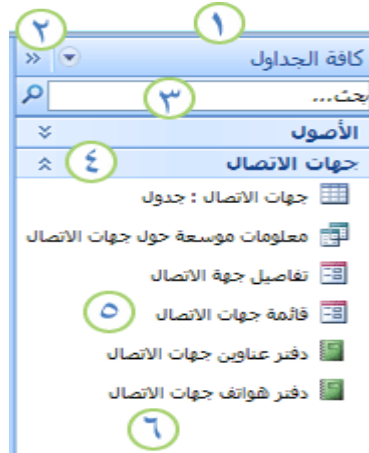 ١
٢
كافة الجداول
»
بحث...
٣
الأصول
جهات الاتصال
٤
جهات الاتصال : جدول
معلومات موسعة حول جهات الاتصال
تفاصيل جهة الاتصال
قائمة جهات الاتصال
٥
دفتر عناوين جهات الاتصال
دفتر هواتف جهات الاتصال
٦